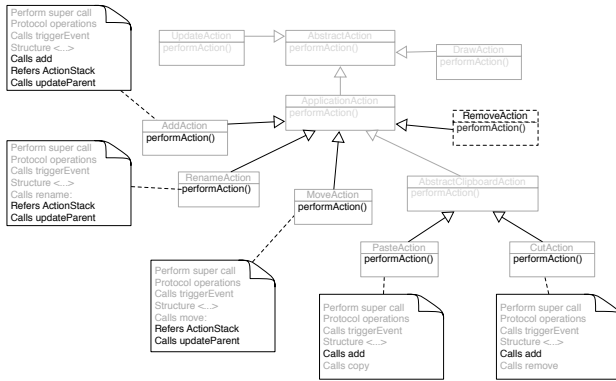 Perform super call
Protocol operations
Calls triggerEvent
Structure <...>
Calls add
Refers ActionStack
Calls updateParent
UpdateAction
performAction()
AbstractAction
performAction()
DrawAction
performAction()
ApplicationAction
performAction()
RemoveAction
performAction()
AddAction
performAction()
Perform super call
Protocol operations
Calls triggerEvent
Structure <...>
Calls rename:
Refers ActionStack
Calls updateParent
RenameAction
performAction()
MoveAction
performAction()
AbstractClipboardAction
performAction()
PasteAction
performAction()
CutAction
performAction()
Perform super call
Protocol operations
Calls triggerEvent
Structure <...>
Calls move:
Refers ActionStack
Calls updateParent
Perform super call
Protocol operations
Calls triggerEvent
Structure <...>
Calls add
Calls copy
Perform super call
Protocol operations
Calls triggerEvent
Structure <...>
Calls add
Calls remove